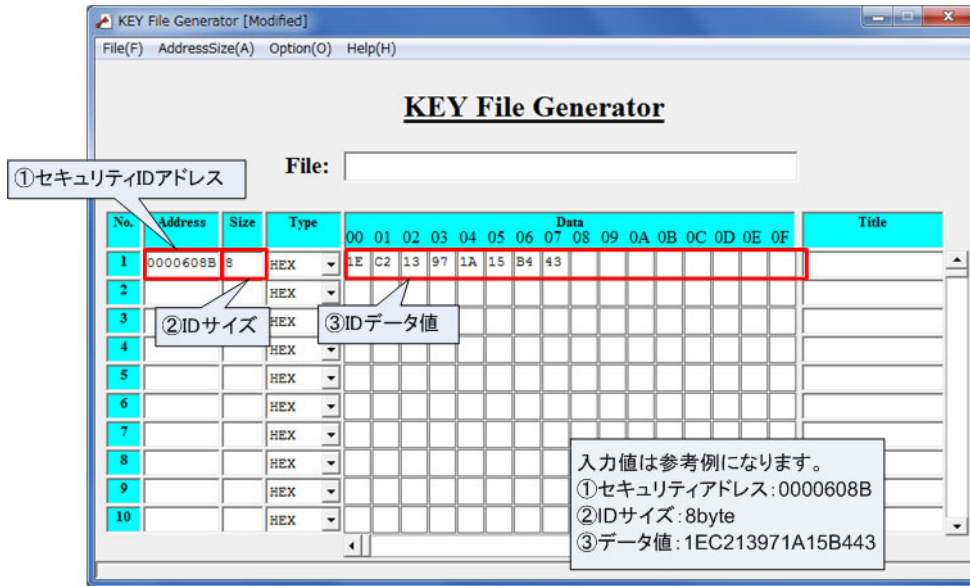 KEY File Generator [Modified]
File(F) AddressSize(A) Option(O) Help(H)
KEY File Generator
File:
①セキュリティIDアドレス
No. Address Size Type Data Title
00 01 02 03 04 05 06 07 08 09 0A 0B 0C 0D 0E 0F
1 0000608B 8 HEX 1E C2 13 97 1A 15 B4 43
2 HEX
②IDサイズ
③IDデータ値
3 HEX
4 HEX
5 HEX
6 HEX
7 HEX
8 HEX
9 HEX
10 HEX
入力値は参考例になります。
①セキュリティアドレス:0000608B
②IDサイズ:8byte
③データ値:1EC213971A15B443